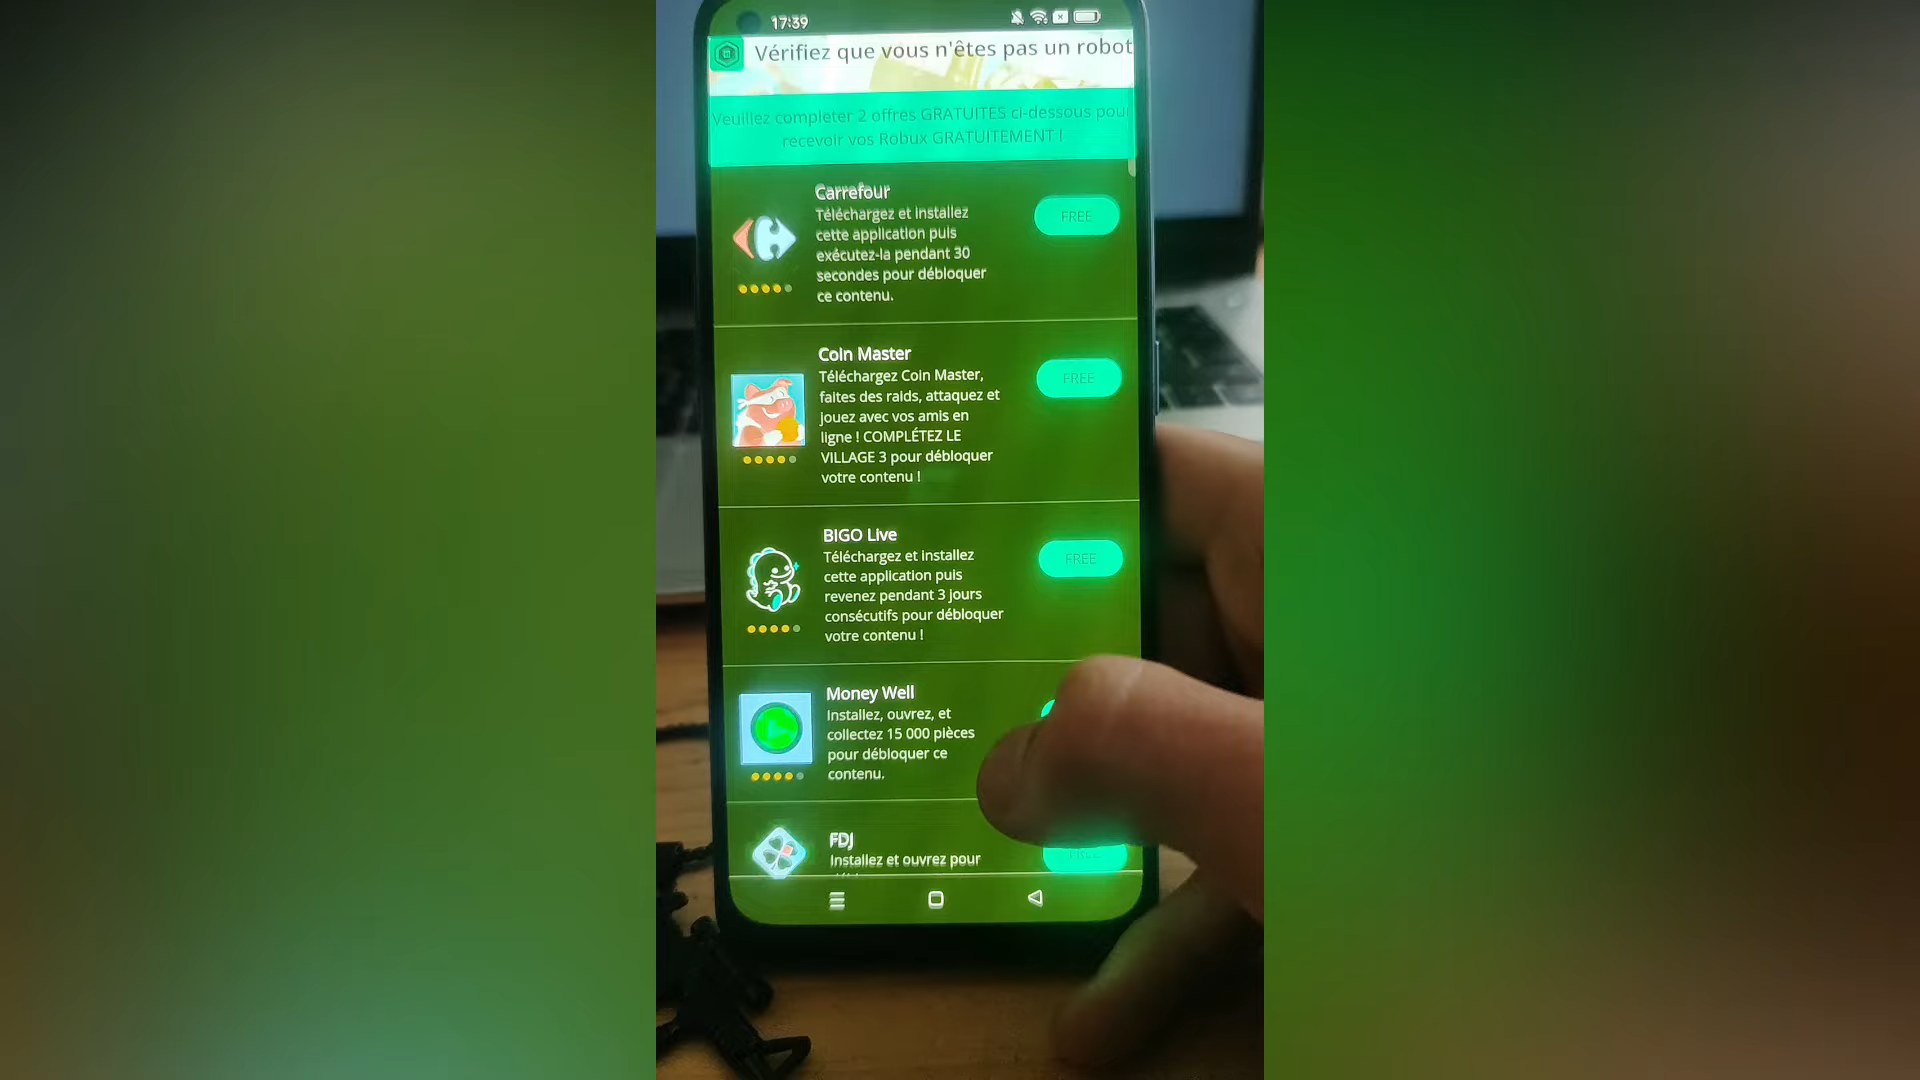 17:39
Vérifiez que vous n'êtes pas un robot
Veuillez completer 2 offres GRATUITES ci-dessous pour
recevoir vos Robux GRATUITEMENT !
Carrefour
Téléchargez et installez
cette application puis
exécutez-la pendant 30
secondes pour débloquer
ce contenu.
FREE
Coin Master
Téléchargez Coin Master,
faites des raids, attaquez et
jouez avec vos amis en
ligne ! COMPLÉTEZ LE
VILLAGE 3 pour débloquer
votre contenu !
FREE
BIGO Live
Téléchargez et installez
cette application puis
revenez pendant 3 jours
consécutifs pour débloquer
votre contenu !
FREE
Money Well
Installez, ouvrez, et
collectez 15 000 pièces
pour débloquer ce
contenu.
FDJ
Installez et ouvrez pour
FREE